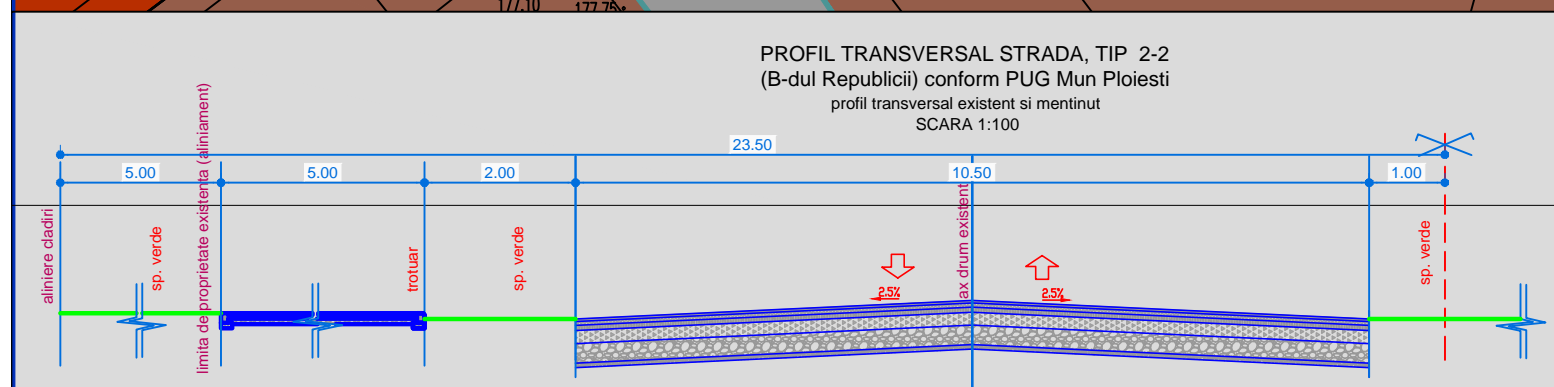 177.10
177.75
PROFIL TRANSVERSAL STRADA, TIP 2-2
(B-dul Republicii) conform PUG Mun Ploiesti
profil transversal existent si mentinut
SCARA 1:100
23.50
5.00
5.00
2.00
10.50
1.00
aliniere cladiri
sp. verde
limita de proprietate existenta (aliniament)
trotuar
sp. verde
ax drum existent
sp. verde
2.5%
2.5%